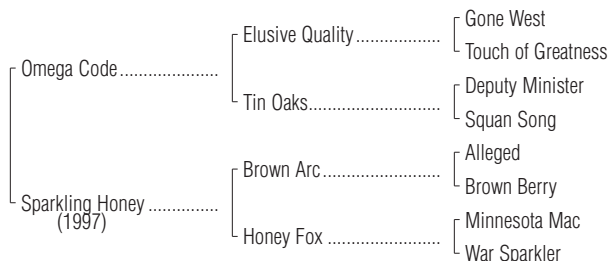 Gone West
Elusive Quality ....................
Touch of Greatness
Omega Code .......................
Deputy Minister
Tin Oaks................................
Squan Song
Alleged
Brown Arc............................
Brown Berry
Sparkling Honey ................
(1997)
Minnesota Mac
Honey Fox ...........................
War Sparkler